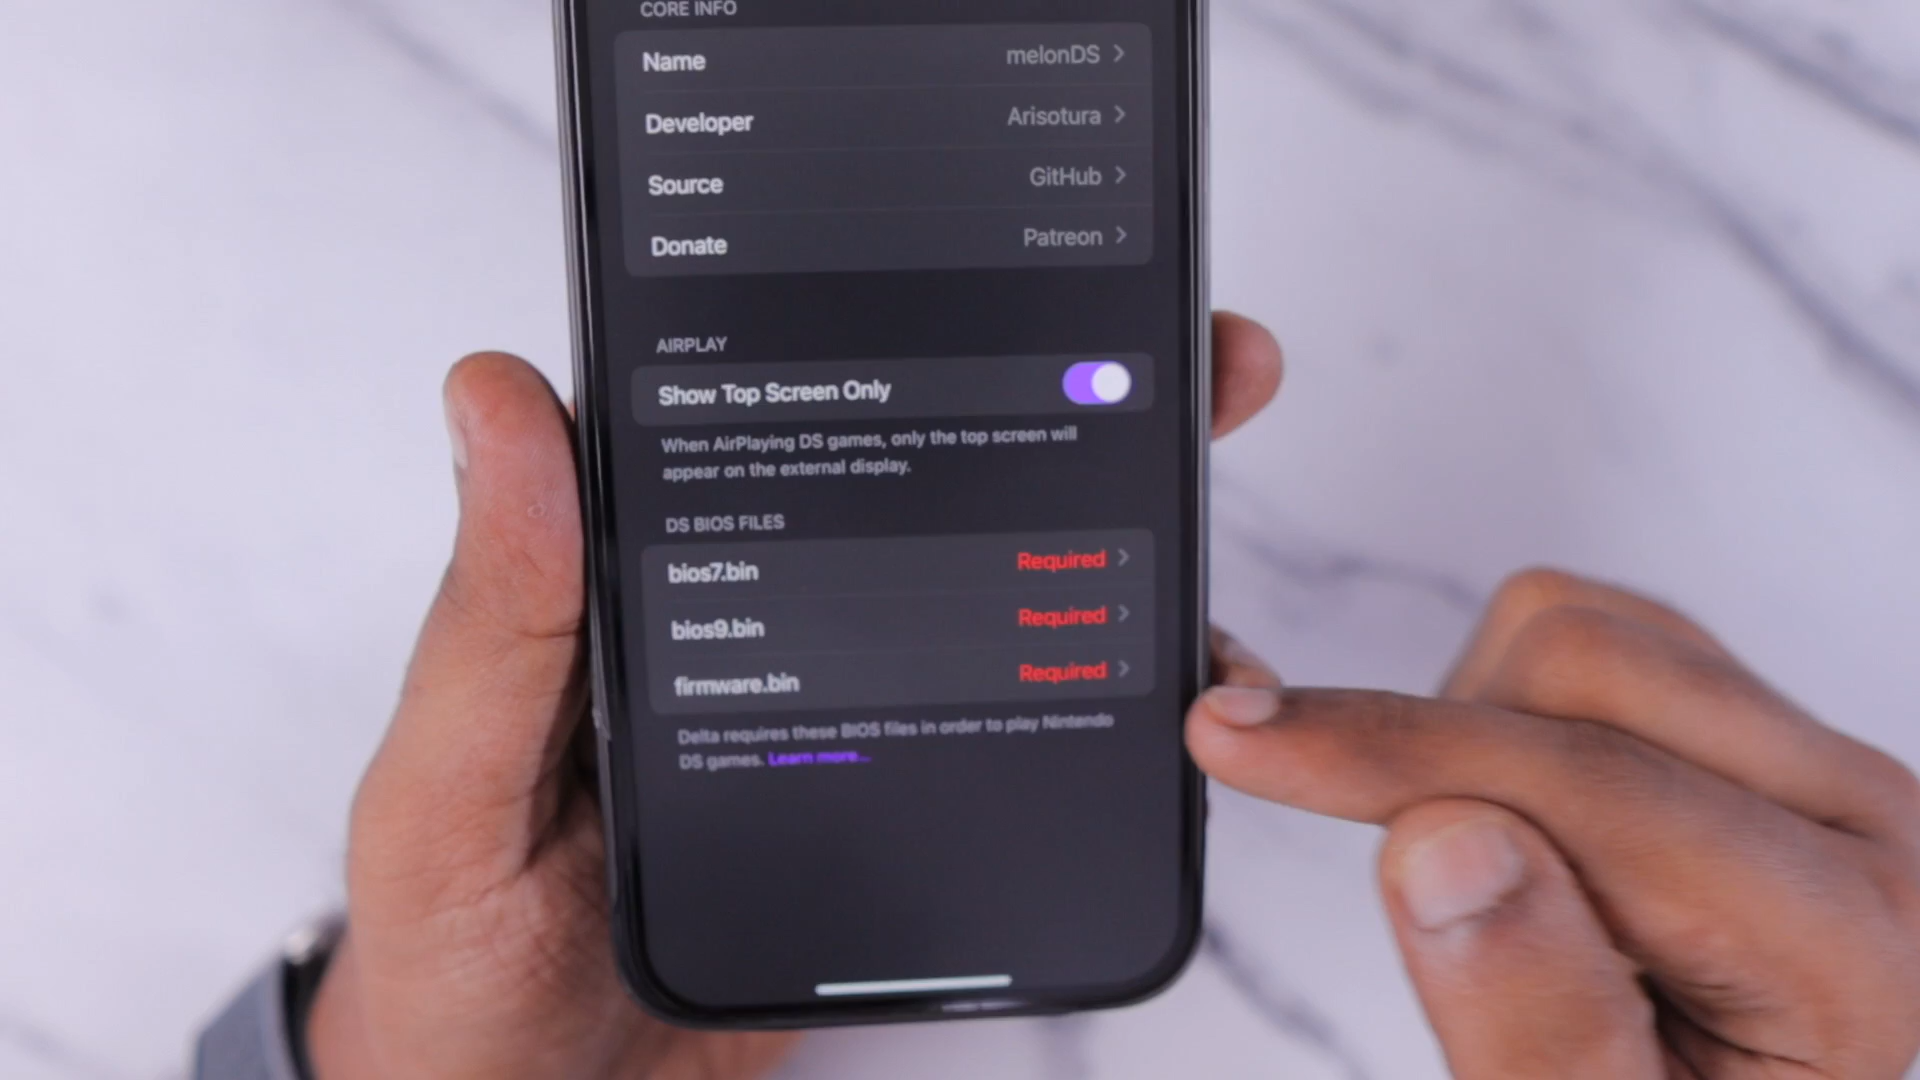 CORE INFO
Name melonDS
Developer Arisotura
Source GitHub
Donate Patreon
AIRPLAY
Show Top Screen Only
When AirPlaying DS games, only the top screen will
appear on the external display.
DS BIOS FILES
bios7.bin Required
bios9.bin Required
firmware.bin Required
Delta requires these BIOS files in order to play Nintendo
DS games. Learn more...